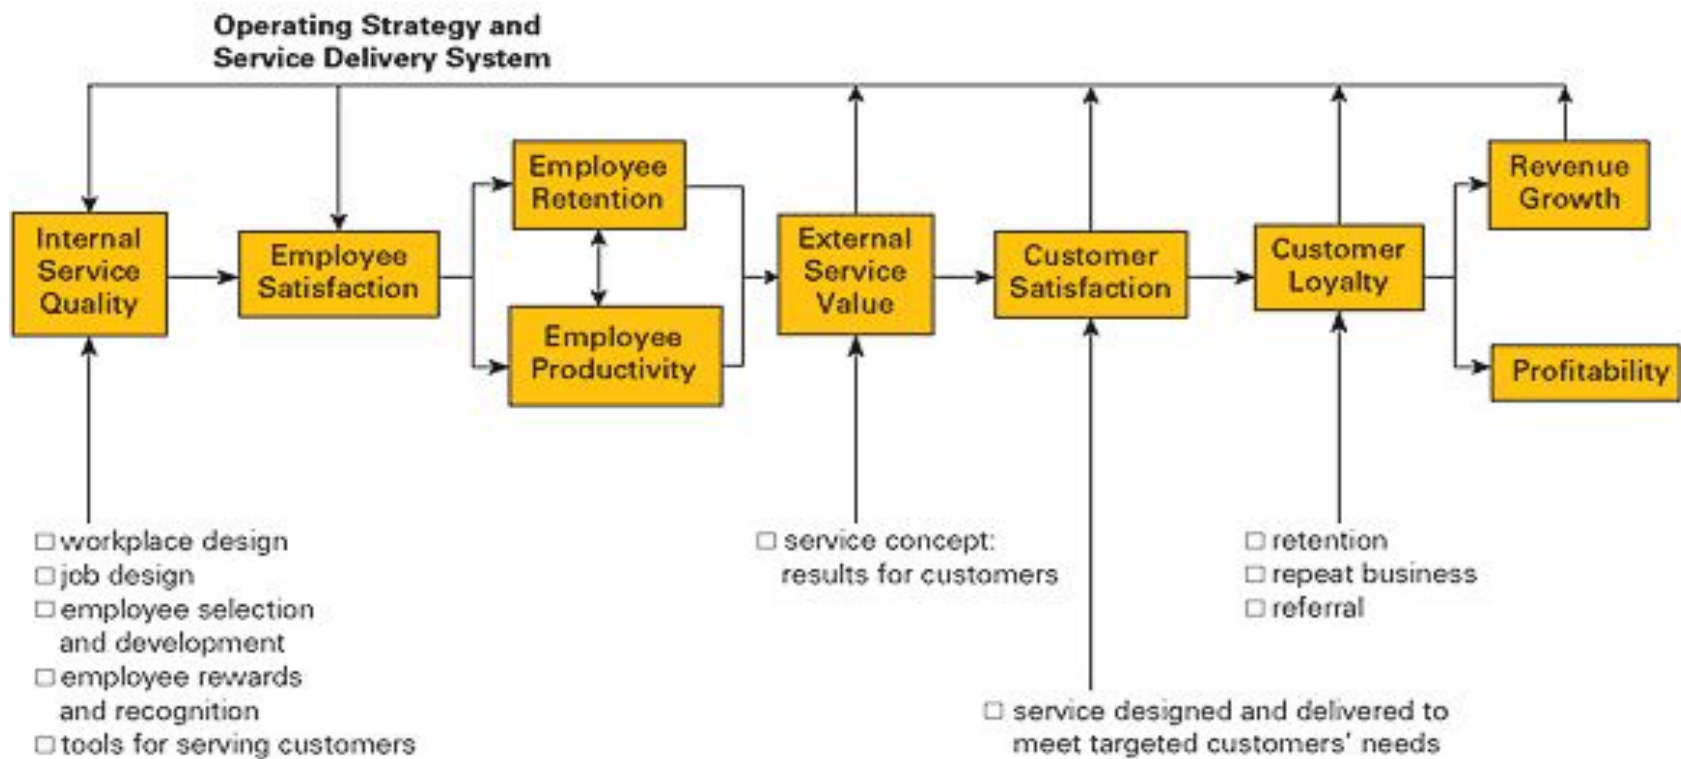 Operating Strategy and
Service Delivery System
Internal
Service
Quality
Employee
Satisfaction
Employee
Retention
Employee
Productivity
External
Service
Value
Customer
Satisfaction
Customer
Loyalty
Revenue
Growth
Profitability
□ workplace design
□ job design
□ employee selection
and development
□ employee rewards
and recognition
□ tools for serving customers
□ service concept:
results for customers
□ retention
□ repeat business
□ referral
□ service designed and delivered to
meet targeted customers' needs